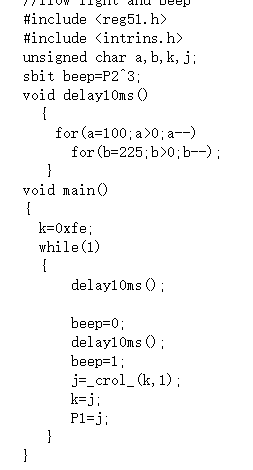 //flow light and beep
#include <reg51.h>
#include <intrins.h>
unsigned char a,b,k,j;
sbit beep=P2^3;
void delay10ms()
{
for(a=100;a>0;a--)
for(b=225;b>0;b--);
}
void main()
{
k=0xfe;
while(1)
{
delay10ms();
beep=0;
delay10ms();
beep=1;
j=_crol_(k,1);
k=j;
P1=j;
}
}